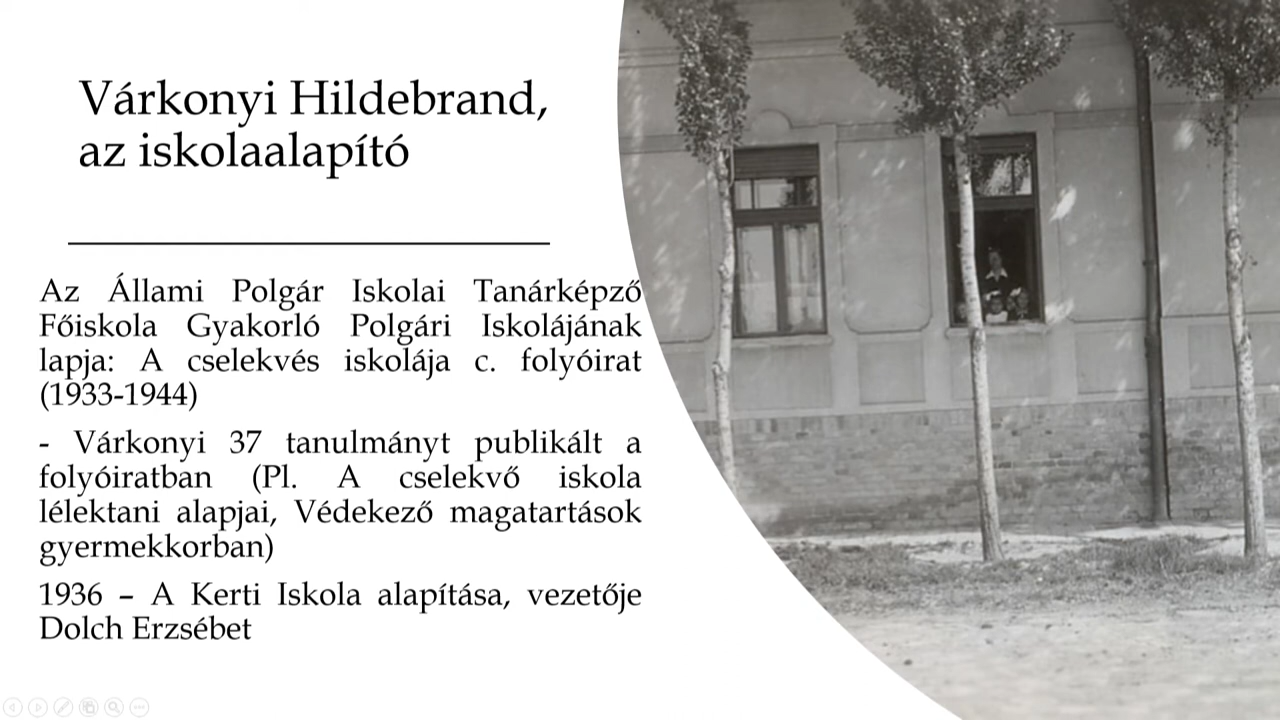 Várkonyi Hildebrand,
az iskolaalapító
Az Állami Polgár Iskolai Tanárképző
Főiskola Gyakorló Polgári Iskolájának
lapja: A cselekvés iskolája c. folyóirat
(1933-1944)
- Várkonyi 37 tanulmányt publikált a
folyóiratban (Pl. A cselekvő iskola
lélektani alapjai, Védekező magatartások
gyermekkorban)
1936 – A Kerti Iskola alapítása, vezetője
Dolch Erzsébet